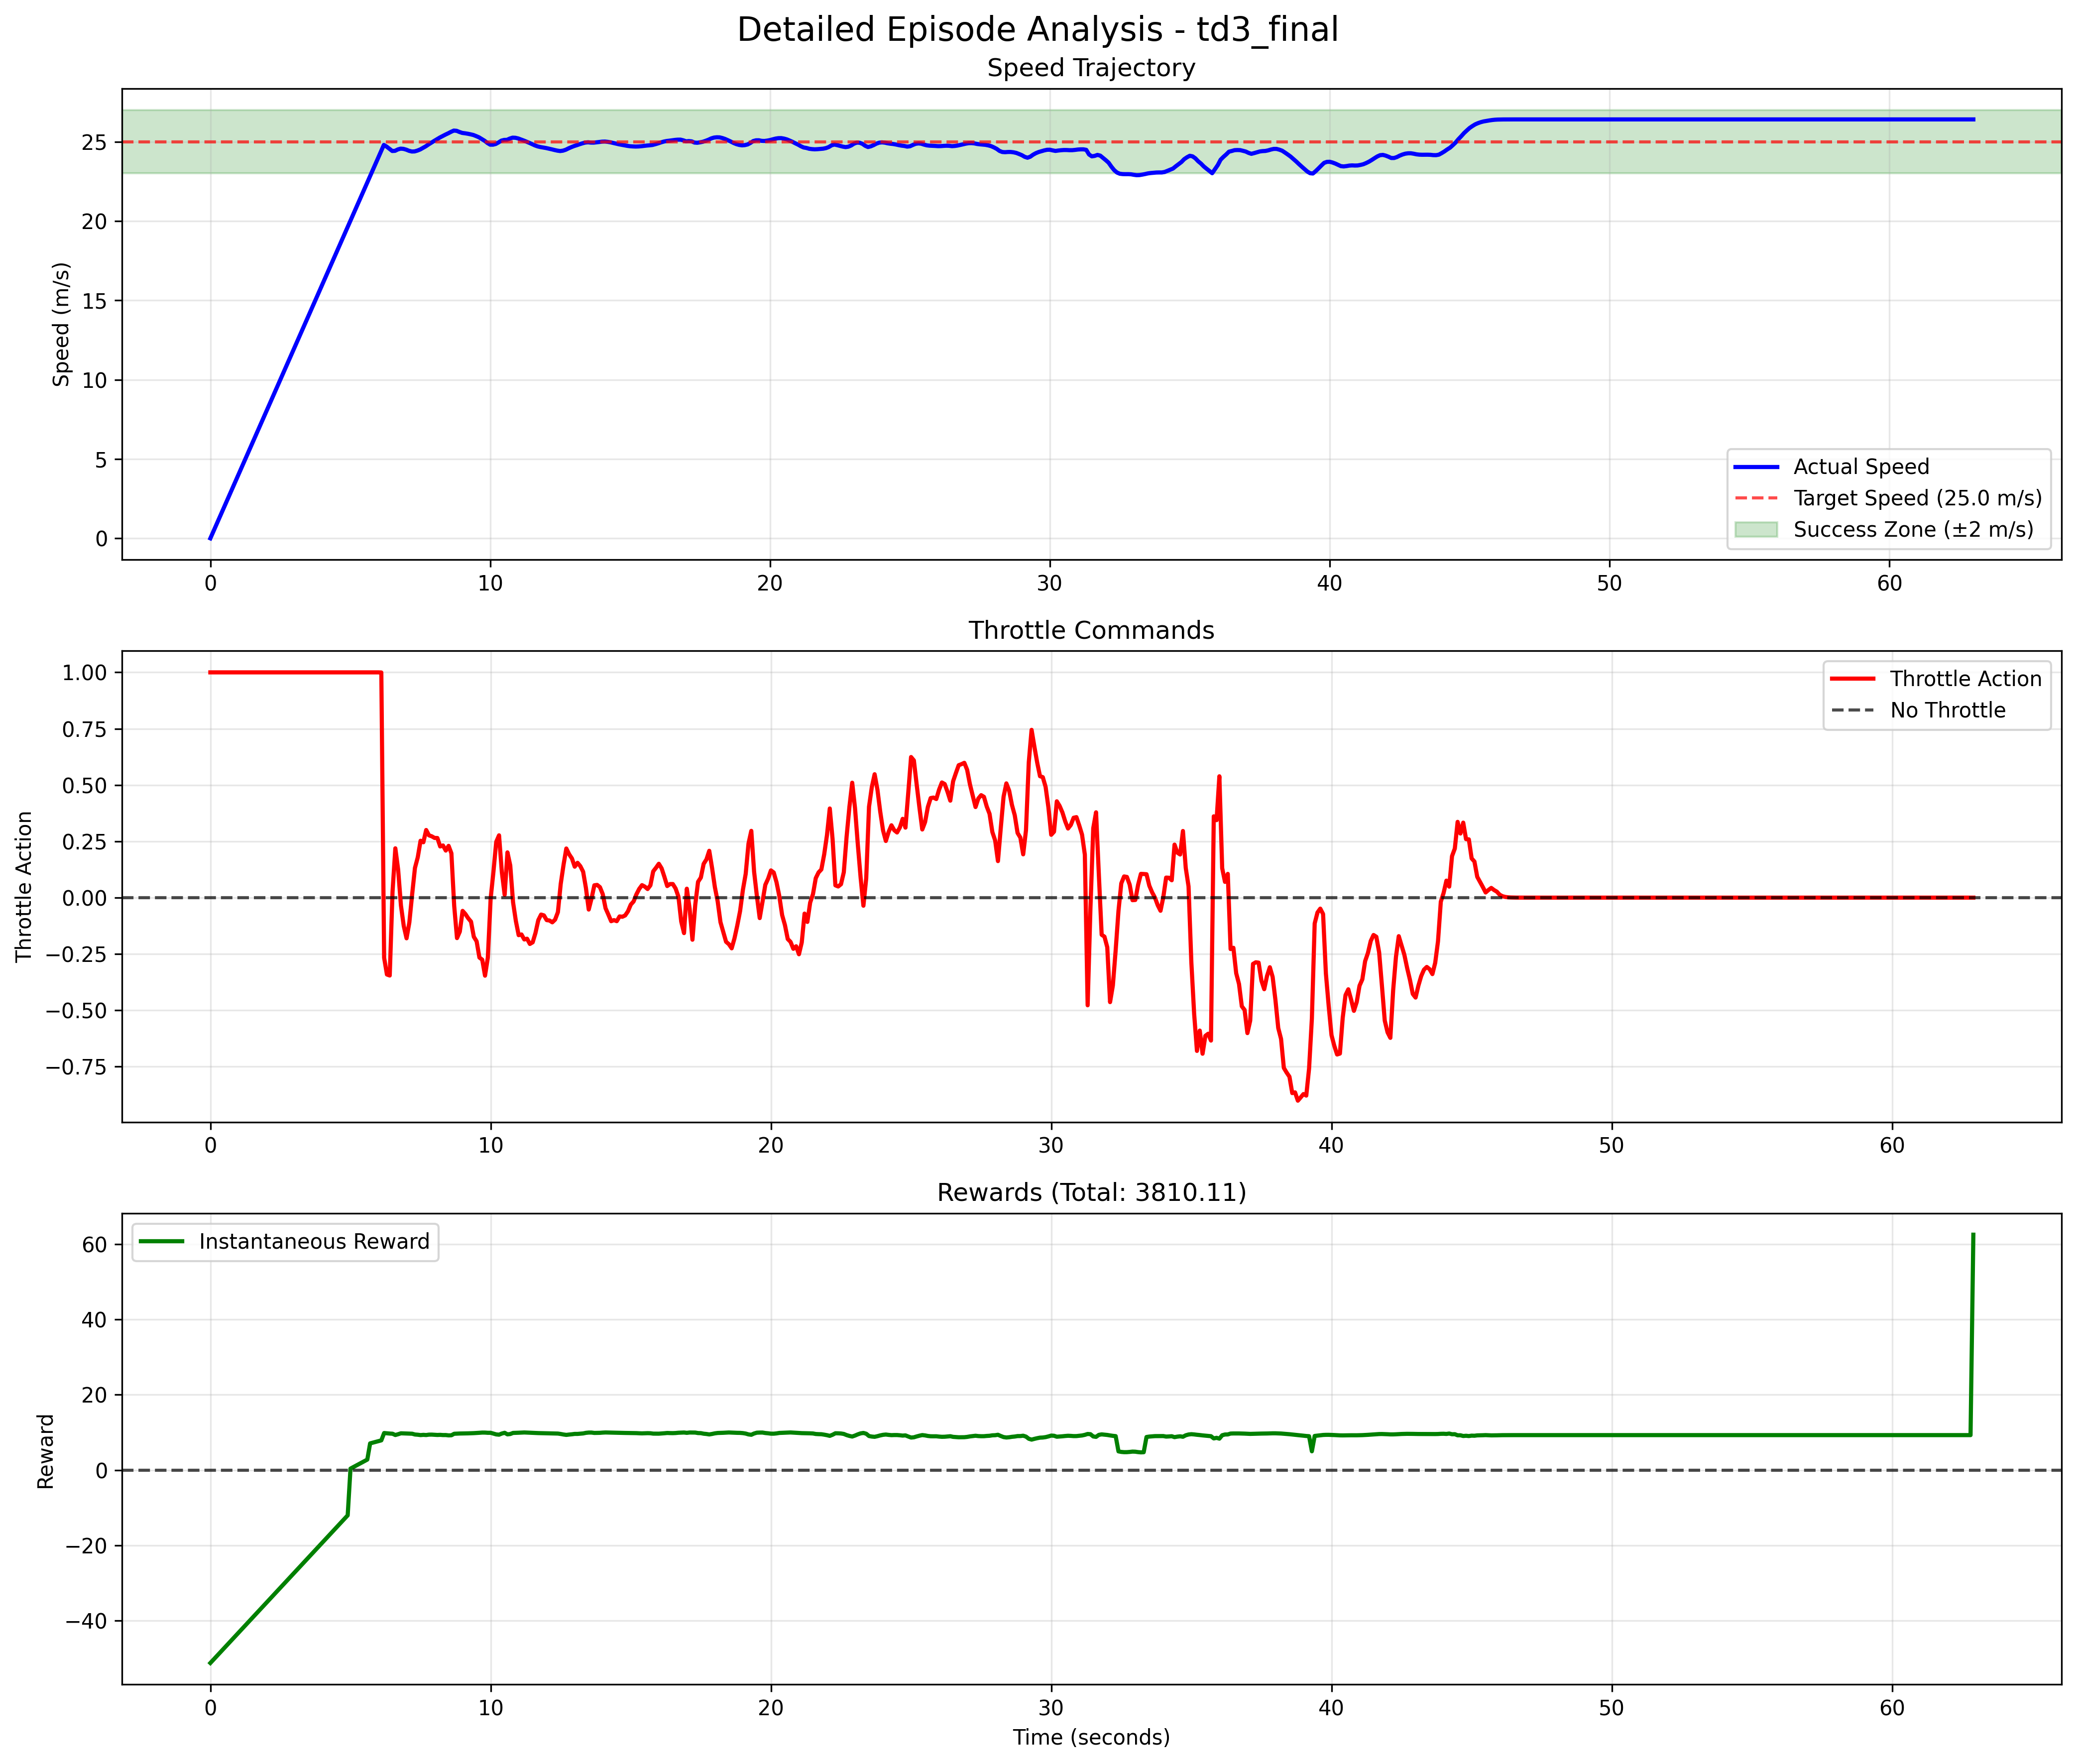 Detailed Episode Analysis - td3_final
Speed Trajectory
Speed (m/s)
25
20
15
10
5
0
Actual Speed
Target Speed (25.0 m/s)
Success Zone (±2 m/s)
0 10 20 30 40 50 60
Throttle Commands
Throttle Action
1.00
0.75
0.50
0.25
0.00
−0.25
−0.50
−0.75
Throttle Action
No Throttle
0 10 20 30 40 50 60
Rewards (Total: 3810.11)
Reward
60
40
20
0
−20
−40
Instantaneous Reward
0 10 20 30 40 50 60
Time (seconds)